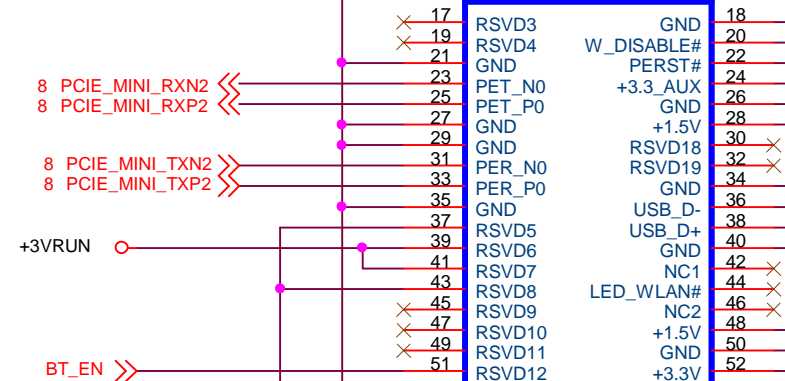 17 RSVD3 GND 18
19 RSVD4 W_DISABLE# 20
21 GND PERST# 22
8 PCIE_MINI_RXN2 23 PET_N0 +3.3_AUX 24
8 PCIE_MINI_RXP2 25 PET_P0 GND 26
27 GND +1.5V 28
29 GND RSVD18 30
8 PCIE_MINI_TXN2 31 PER_N0 RSVD19 32
8 PCIE_MINI_TXP2 33 PER_P0 GND 34
35 GND USB_D- 36
37 RSVD5 USB_D+ 38
+3VRUN 39 RSVD6 GND 40
41 RSVD7 NC1 42
43 RSVD8 LED_WLAN# 44
45 RSVD9 NC2 46
47 RSVD10 +1.5V 48
49 RSVD11 GND 50
BT_EN 51 RSVD12 +3.3V 52